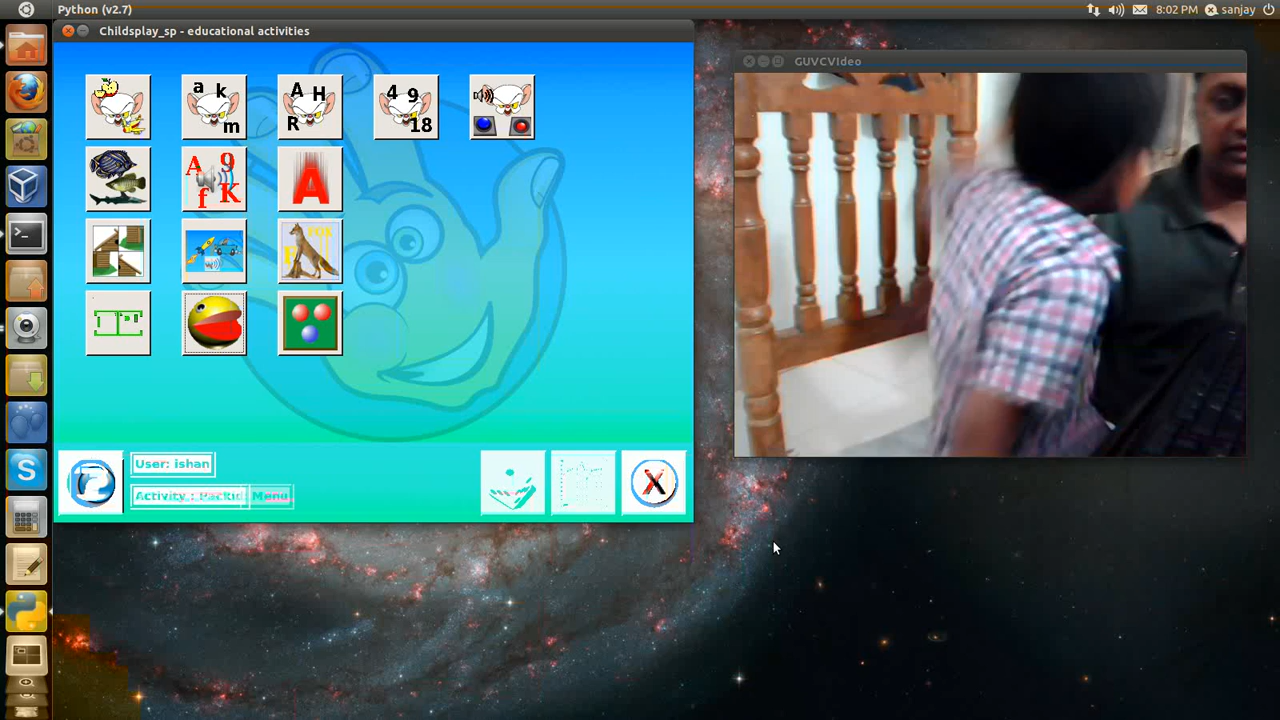 Python (v2.7)
8:02 PM
sanjay
Childsplay_sp - educational activities
GUVCVIdeo
a k
m
A H
R
4 9
18
A 9
f K
A
FOX
F
User: ishan
Activity : Packid Menu